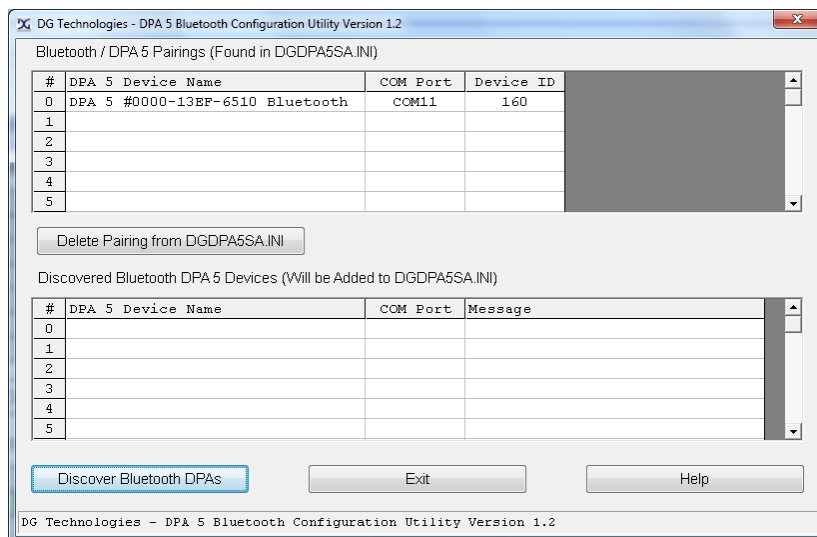 DG Technologies - DPA 5 Bluetooth Configuration Utility Version 1.2
Bluetooth / DPA 5 Pairings (Found in DGDPA5SA.INI)
# DPA 5 Device Name COM Port Device ID
0 DPA 5 #0000-13EF-6510 Bluetooth COM11 160
1
2
3
4
5
Delete Pairing from DGDPA5SA.INI
Discovered Bluetooth DPA 5 Devices (Will be Added to DGDPA5SA.INI)
# DPA 5 Device Name COM Port Message
0
1
2
3
4
5
Discover Bluetooth DPAs Exit Help
DG Technologies - DPA 5 Bluetooth Configuration Utility Version 1.2